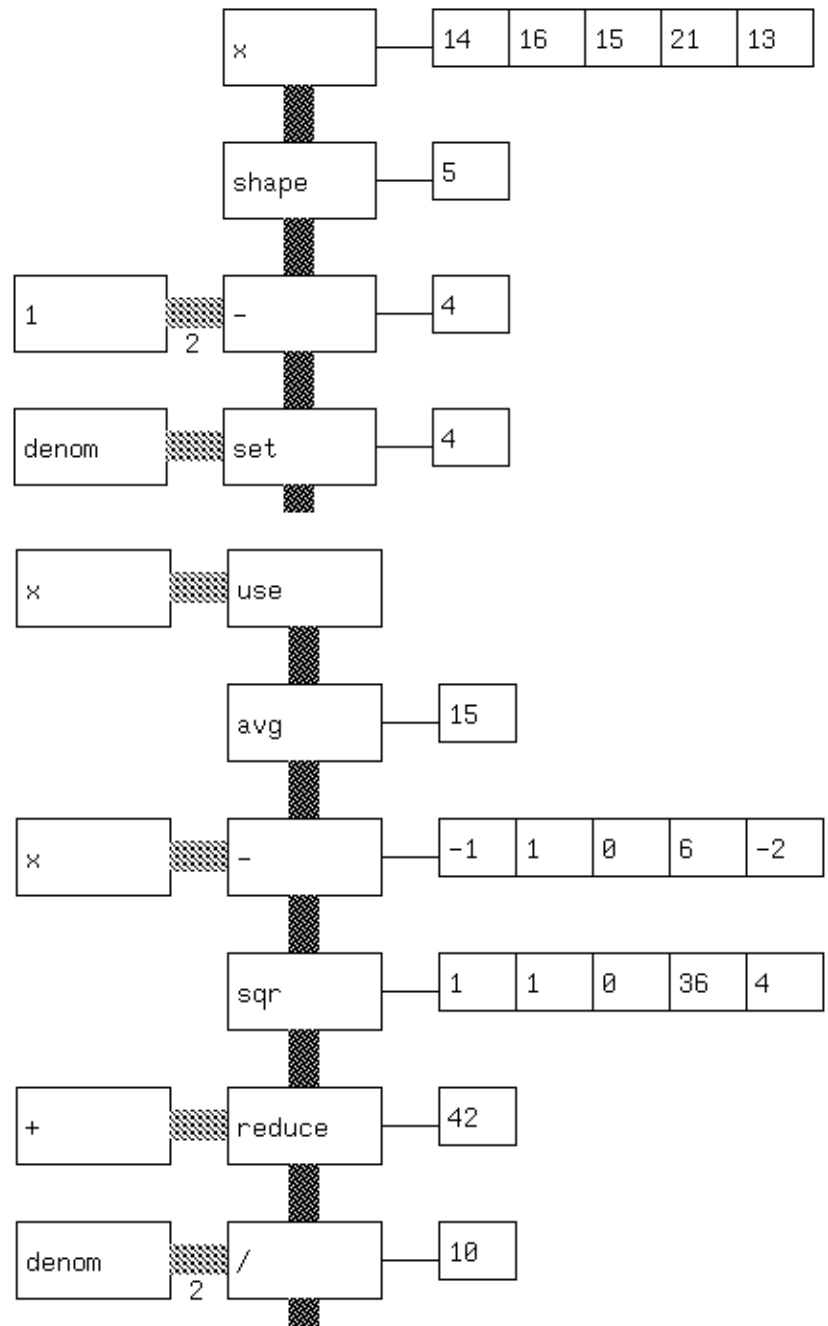 x 14 16 15 21 13
shape 5
1 - 4
2
denom set 4
x use
avg 15
x - -1 1 0 6 -2
sqr 1 1 0 36 4
+ reduce 42
denom / 10
2